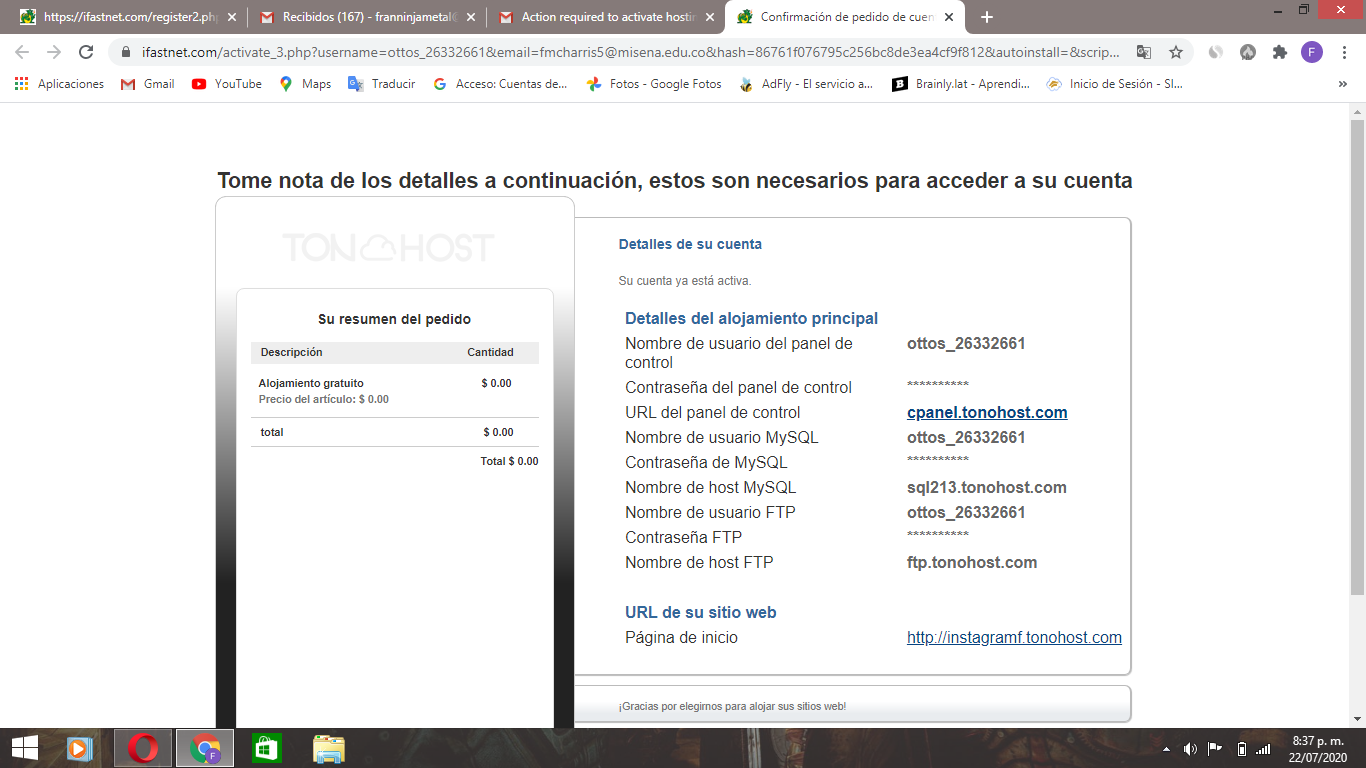 https://ifastnet.com/register2.ph
Recibidos (167) - franninjametal@
Action required to activate hostin
Confirmación de pedido de cuen
ifastnet.com/activate_3.php?username=ottos_26332661&email=fmcharris5@misena.edu.co&hash=86761f076795c256bc8de3ea4cf9f812&autoinstall=&scrip...
F
Aplicaciones
Gmail
YouTube
Maps
Traducir
Acceso: Cuentas de...
Fotos - Google Fotos
AdFly - El servicio a...
Brainly.lat - Aprendi...
Inicio de Sesión - SI...
»
Tome nota de los detalles a continuación, estos son necesarios para acceder a su cuenta
TONOHOST
Su resumen del pedido
Descripción Cantidad
Alojamiento gratuito $ 0.00
Precio del artículo: $ 0.00
total $ 0.00
Total $ 0.00
Detalles de su cuenta
Su cuenta ya está activa.
Detalles del alojamiento principal
Nombre de usuario del panel de ottos_26332661
control
Contraseña del panel de control **********
URL del panel de control cpanel.tonohost.com
Nombre de usuario MySQL ottos_26332661
Contraseña de MySQL **********
Nombre de host MySQL sql213.tonohost.com
Nombre de usuario FTP ottos_26332661
Contraseña FTP **********
Nombre de host FTP ftp.tonohost.com
URL de su sitio web
Página de inicio http://instagramf.tonohost.com
¡Gracias por elegirnos para alojar sus sitios web!
F
8:37 p. m.
22/07/2020